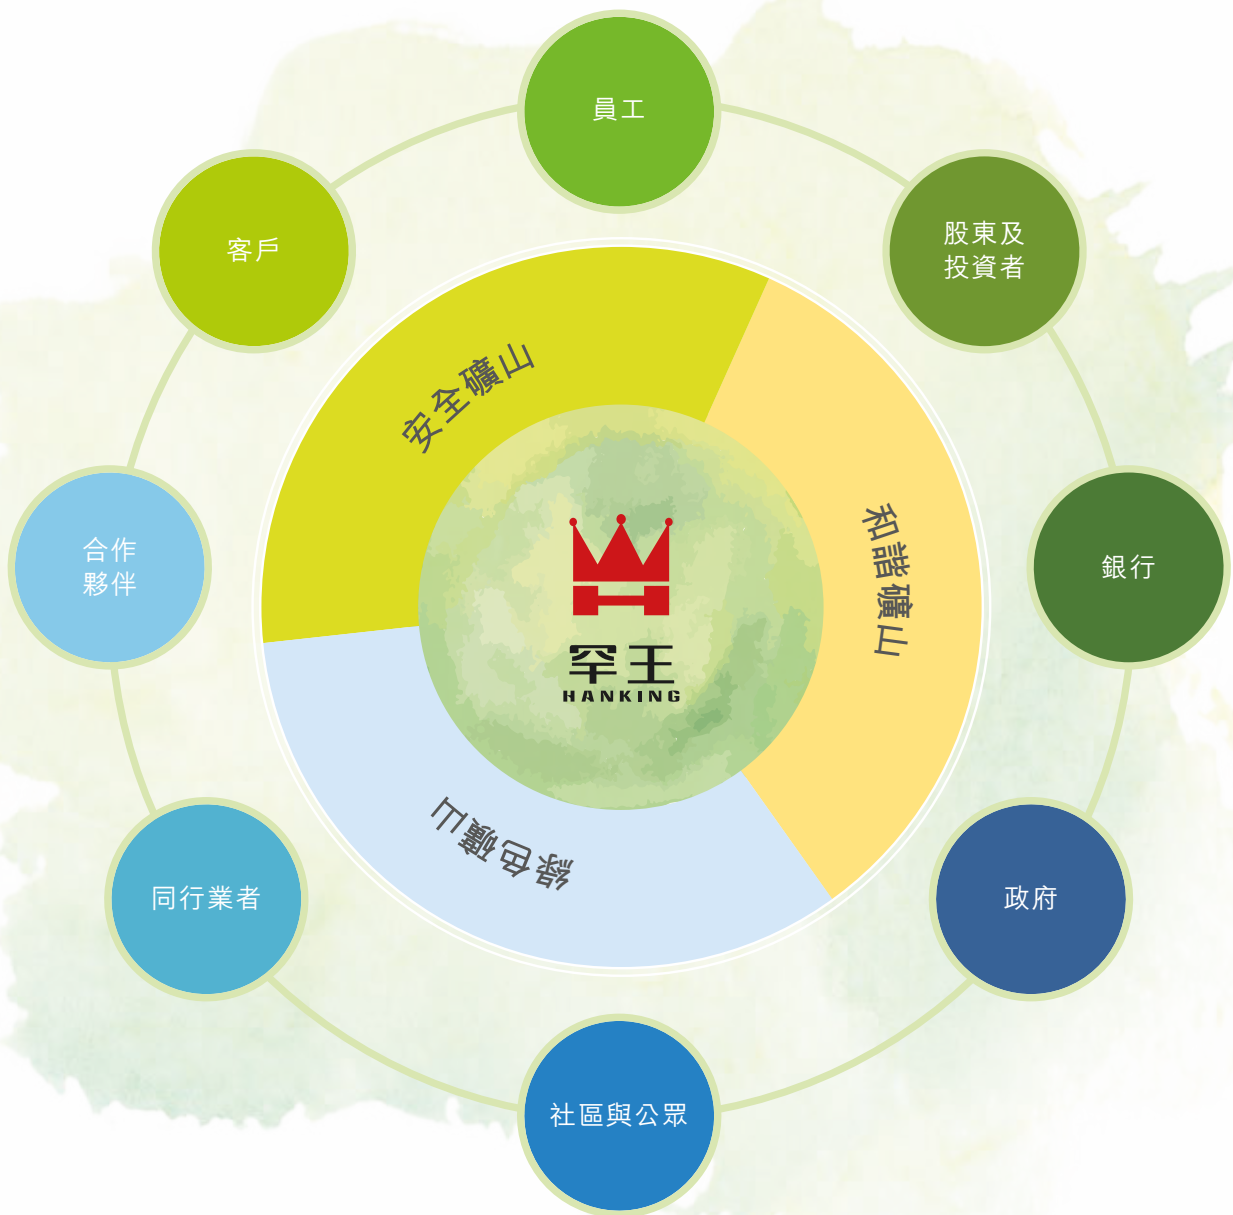 員工
股東及
投資者
銀行
政府
社區與公眾
同行業者
合作
夥伴
客戶
安全礦山
和諧礦山
綠色礦山
罕王
HANKING